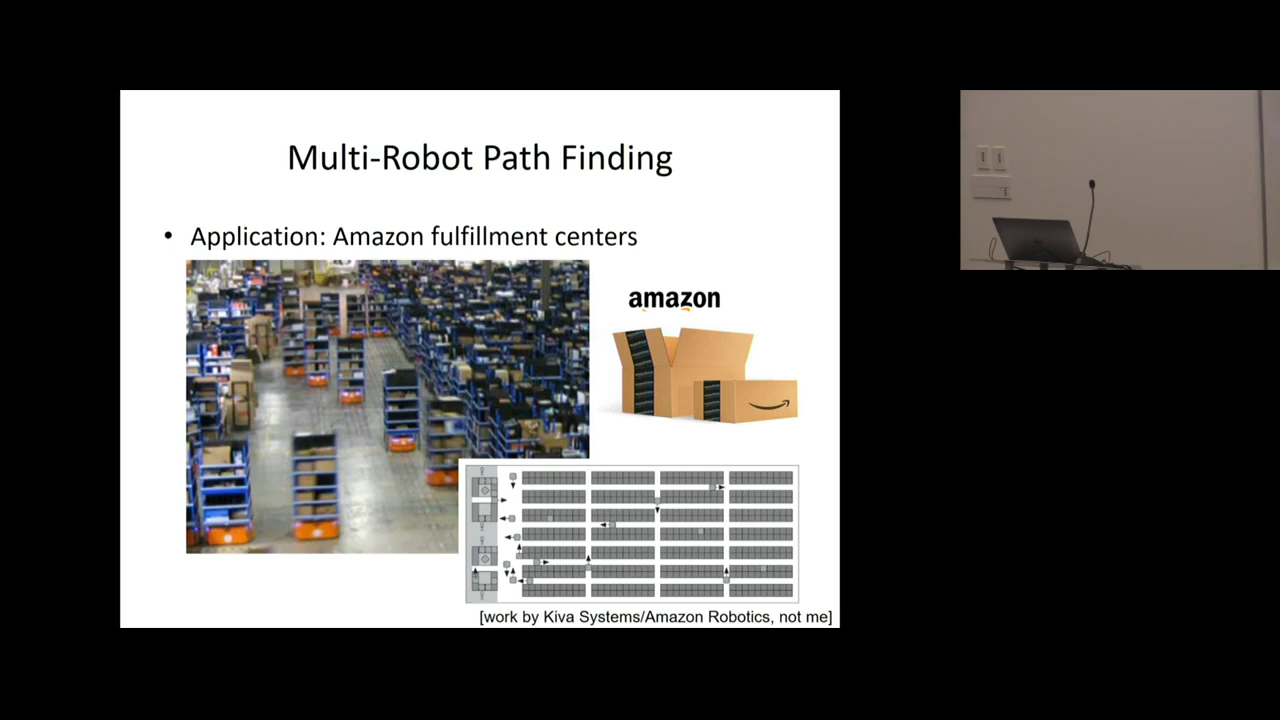 Multi-Robot Path Finding
• Application: Amazon fulfillment centers
amazon
[work by Kiva Systems/Amazon Robotics, not me]